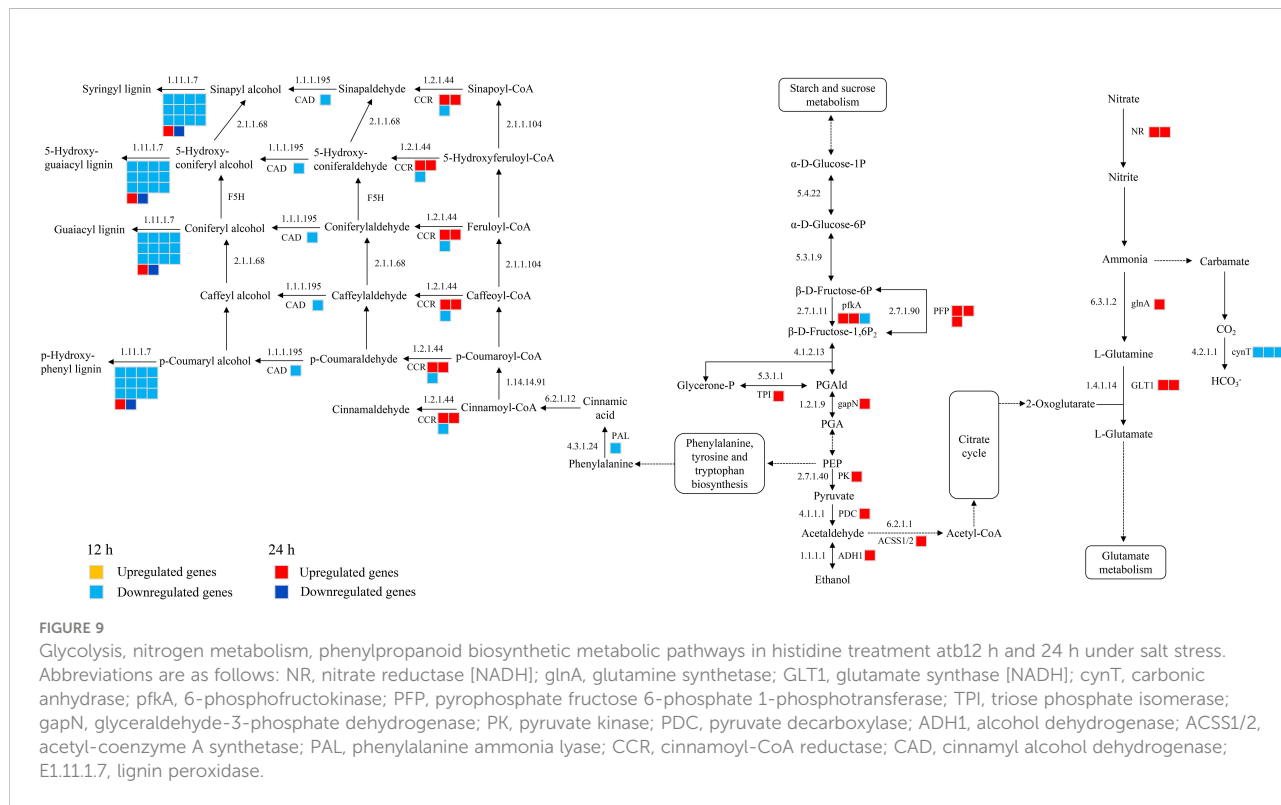 1.11.1.7
1.1.1.195
1.2.1.44
Syringyl lignin
Sinapyl alcohol
CAD
Sinapaldehyde
CCR
Sinapoyl-CoA
2.1.1.68
2.1.1.68
2.1.1.104
5-Hydroxy-
guaiacyl lignin
1.11.1.7
5-Hydroxy-
coniferyl alcohol
1.1.1.195
CAD
5-Hydroxy-
coniferaldehyde
1.2.1.44
CCR
5-Hydroxyferuloyl-CoA
F5H
F5H
Guaiacyl lignin
1.11.1.7
Coniferyl alcohol
1.1.1.195
CAD
Coniferylaldehyde
1.2.1.44
CCR
Feruloyl-CoA
2.1.1.68
2.1.1.68
2.1.1.104
Caffeyl alcohol
1.1.1.195
CAD
Caffeylaldehyde
1.2.1.44
CCR
Caffeoyl-CoA
p-Hydroxy-
phenyl lignin
1.11.1.7
p-Coumaryl alcohol
1.1.1.195
CAD
p-Coumaraldehyde
1.2.1.44
CCR
p-Coumaroyl-CoA
1.14.14.91
Cinnamaldehyde
1.2.1.44
CCR
Cinnamoyl-CoA
6.2.1.12
Cinnamic
acid
4.3.1.24
PAL
Phenylalanine
Phenylalanine,
tyrosine and
tryptophan
biosynthesis
Starch and sucrose
metabolism
α-D-Glucose-1P
5.4.22
α-D-Glucose-6P
5.3.1.9
β-D-Fructose-6P
pfkA
2.7.1.11
2.7.1.90
PFP
β-D-Fructose-1,6P2
4.1.2.13
Glycerone-P
5.3.1.1
TPI
PGAld
1.2.1.9
gapN
PGA
PEP
2.7.1.40
PK
Pyruvate
4.1.1.1
PDC
Acetaldehyde
6.2.1.1
ACSS1/2
Acetyl-CoA
1.1.1.1
ADH1
Ethanol
Citrate
cycle
Nitrate
NR
Nitrite
Ammonia
Carbamate
6.3.1.2
glnA
CO2
4.2.1.1
cynT
HCO3-
L-Glutamine
1.4.1.14
GLT1
2-Oxoglutarate
L-Glutamate
Glutamate
metabolism
12 h
24 h
Upregulated genes
Upregulated genes
Downregulated genes
Downregulated genes
FIGURE 9
Glycolysis, nitrogen metabolism, phenylpropanoid biosynthetic metabolic pathways in histidine treatment atb12 h and 24 h under salt stress.
Abbreviations are as follows: NR, nitrate reductase [NADH]; glnA, glutamine synthetase; GLT1, glutamate synthase [NADH]; cynT, carbonic
anhydrase; pfkA, 6-phosphofructokinase; PFP, pyrophosphate fructose 6-phosphate 1-phosphotransferase; TPI, triose phosphate isomerase;
gapN, glyceraldehyde-3-phosphate dehydrogenase; PK, pyruvate kinase; PDC, pyruvate decarboxylase; ADH1, alcohol dehydrogenase; ACSS1/2,
acetyl-coenzyme A synthetase; PAL, phenylalanine ammonia lyase; CCR, cinnamoyl-CoA reductase; CAD, cinnamyl alcohol dehydrogenase;
E1.11.1.7, lignin peroxidase.